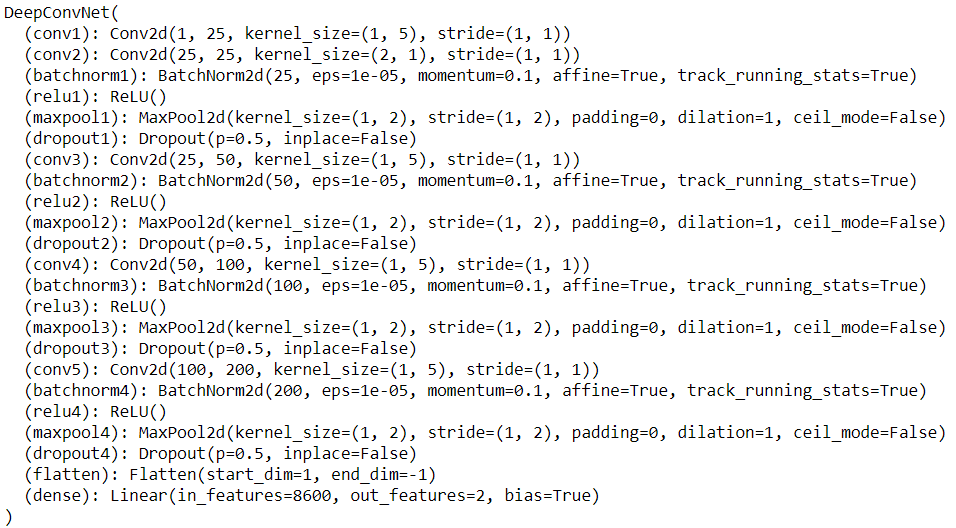 DeepConvNet(
  (conv1): Conv2d(1, 25, kernel_size=(1, 5), stride=(1, 1))
  (conv2): Conv2d(25, 25, kernel_size=(2, 1), stride=(1, 1))
  (batchnorm1): BatchNorm2d(25, eps=1e-05, momentum=0.1, affine=True, track_running_stats=True)
  (relu1): ReLU()
  (maxpool1): MaxPool2d(kernel_size=(1, 2), stride=(1, 2), padding=0, dilation=1, ceil_mode=False)
  (dropout1): Dropout(p=0.5, inplace=False)
  (conv3): Conv2d(25, 50, kernel_size=(1, 5), stride=(1, 1))
  (batchnorm2): BatchNorm2d(50, eps=1e-05, momentum=0.1, affine=True, track_running_stats=True)
  (relu2): ReLU()
  (maxpool2): MaxPool2d(kernel_size=(1, 2), stride=(1, 2), padding=0, dilation=1, ceil_mode=False)
  (dropout2): Dropout(p=0.5, inplace=False)
  (conv4): Conv2d(50, 100, kernel_size=(1, 5), stride=(1, 1))
  (batchnorm3): BatchNorm2d(100, eps=1e-05, momentum=0.1, affine=True, track_running_stats=True)
  (relu3): ReLU()
  (maxpool3): MaxPool2d(kernel_size=(1, 2), stride=(1, 2), padding=0, dilation=1, ceil_mode=False)
  (dropout3): Dropout(p=0.5, inplace=False)
  (conv5): Conv2d(100, 200, kernel_size=(1, 5), stride=(1, 1))
  (batchnorm4): BatchNorm2d(200, eps=1e-05, momentum=0.1, affine=True, track_running_stats=True)
  (relu4): ReLU()
  (maxpool4): MaxPool2d(kernel_size=(1, 2), stride=(1, 2), padding=0, dilation=1, ceil_mode=False)
  (dropout4): Dropout(p=0.5, inplace=False)
  (flatten): Flatten(start_dim=1, end_dim=-1)
  (dense): Linear(in_features=8600, out_features=2, bias=True)
)